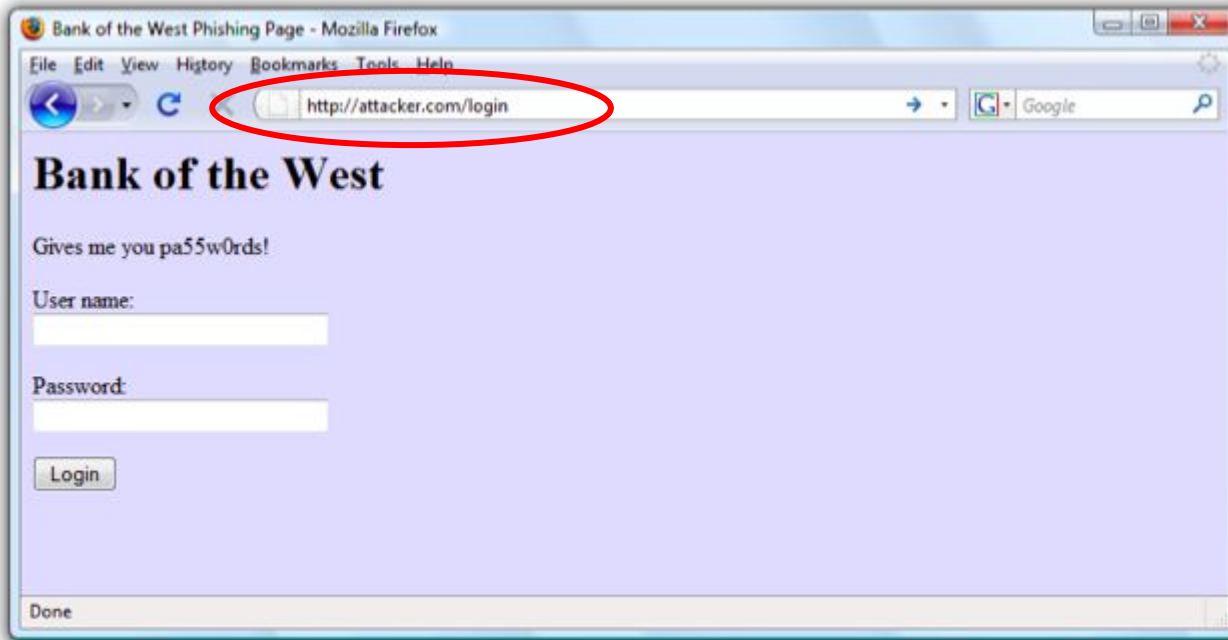 Bank of the West Phishing Page - Mozilla Firefox
File Edit View History Bookmarks Tools Help
http://attacker.com/login
G Google
Bank of the West
Gives me you pa55w0rds!
User name:
Password:
Login
Done